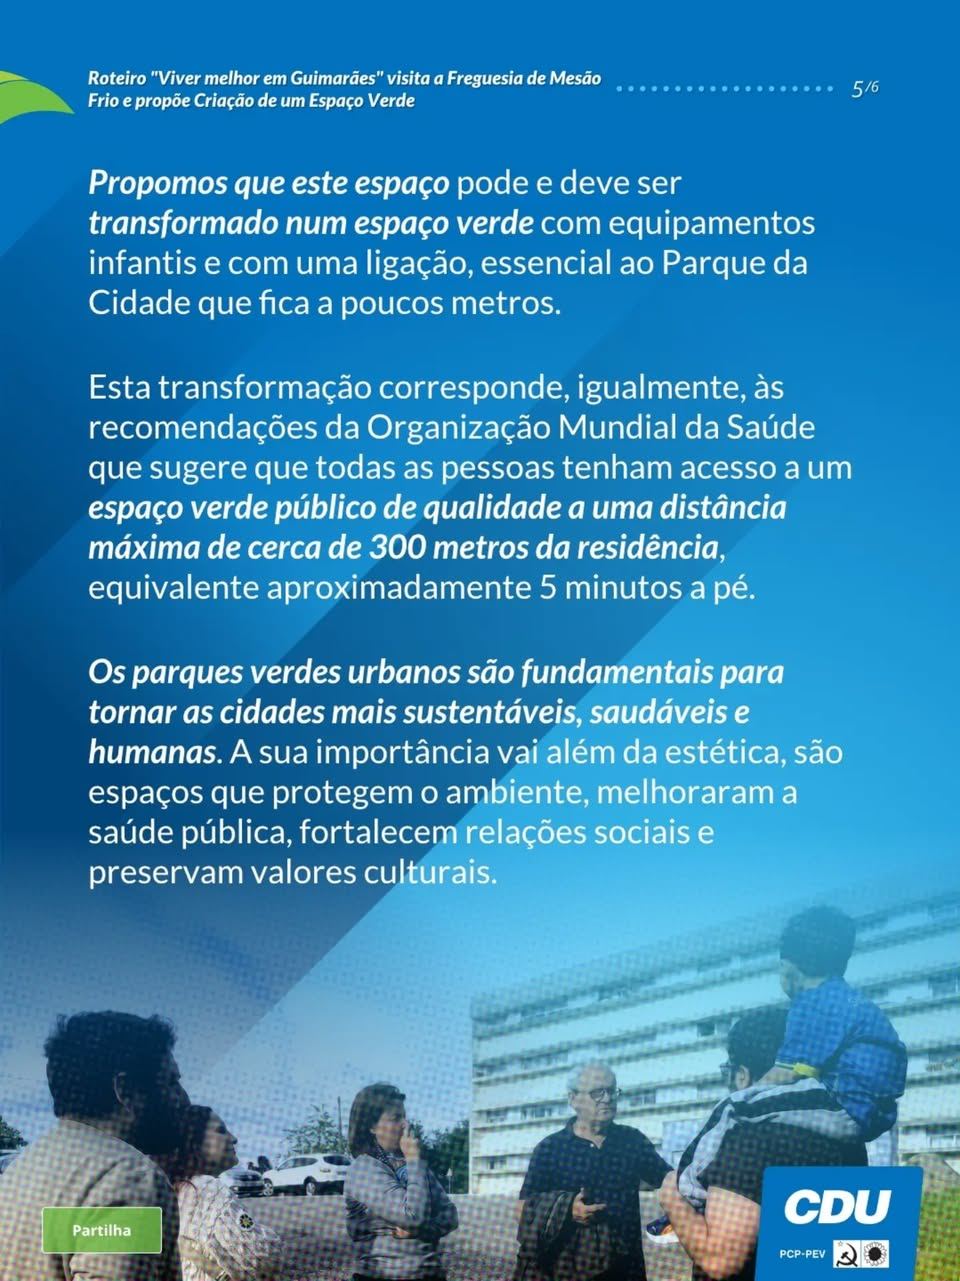 Roteiro "Viver melhor em Guimarães" visita a Freguesia de Mesão
Frio e propõe Criação de um Espaço Verde
5/6
Propomos que este espaço pode e deve ser
transformado num espaço verde com equipamentos
infantis e com uma ligação, essencial ao Parque da
Cidade que fica a poucos metros.
Esta transformação corresponde, igualmente, às
recomendações da Organização Mundial da Saúde
que sugere que todas as pessoas tenham acesso a um
espaço verde público de qualidade a uma distância
máxima de cerca de 300 metros da residência,
equivalente aproximadamente 5 minutos a pé.
Os parques verdes urbanos são fundamentais para
tornar as cidades mais sustentáveis, saudáveis e
humanas. A sua importância vai além da estética, são
espaços que protegem o ambiente, melhoraram a
saúde pública, fortalecem relações sociais e
preservam valores culturais.
Partilha
CDU
PCP-PEV